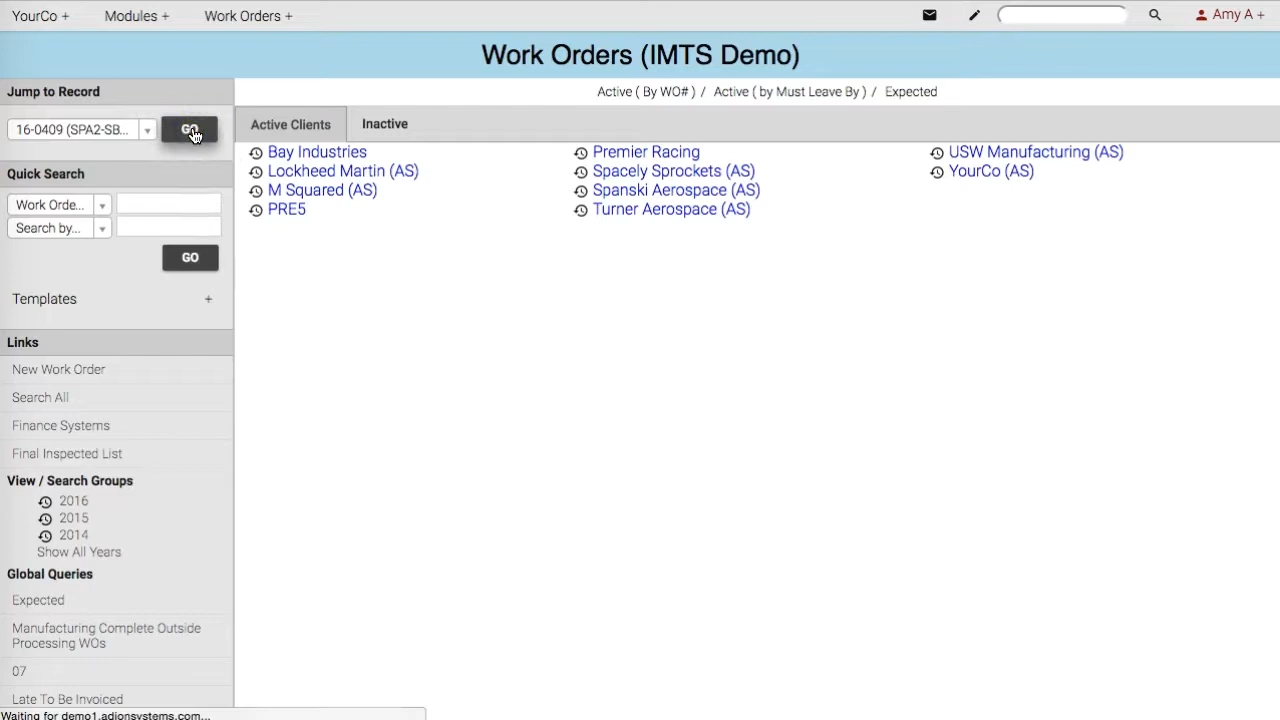 YourCo + Modules + Work Orders + Amy A +
Work Orders (IMTS Demo)
Jump to Record
Active ( By WO# ) / Active ( by Must Leave By ) / Expected
16-0409 (SPA2-SB... GO
Active Clients Inactive
Bay Industries Premier Racing USW Manufacturing (AS)
Lockheed Martin (AS) Spacely Sprockets (AS) YourCo (AS)
M Squared (AS) Spanski Aerospace (AS)
PRE5 Turner Aerospace (AS)
Quick Search
Work Orde...
Search by...
GO
Templates +
Links
New Work Order
Search All
Finance Systems
Final Inspected List
View / Search Groups
2016
2015
2014
Show All Years
Global Queries
Expected
Manufacturing Complete Outside
Processing WOs
07
Late To Be Invoiced
Waiting for demo1.adionsystems.com...